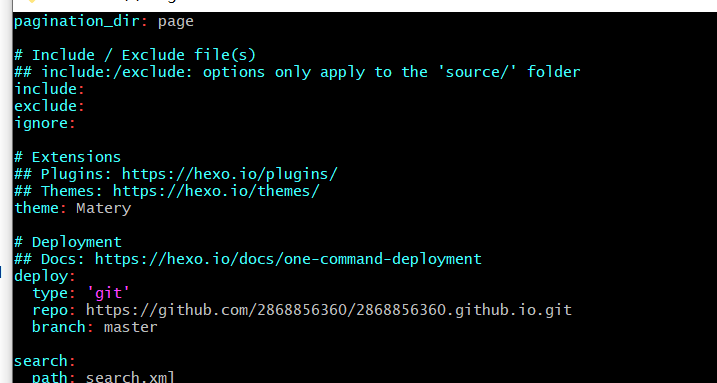 pagination_dir: page
# Include / Exclude file(s)
## include:/exclude: options only apply to the 'source/' folder
include:
exclude:
ignore:
# Extensions
## Plugins: https://hexo.io/plugins/
## Themes: https://hexo.io/themes/
theme: Matery
# Deployment
## Docs: https://hexo.io/docs/one-command-deployment
deploy:
  type: 'git'
  repo: https://github.com/2868856360/2868856360.github.io.git
  branch: master
search:
  path: search.xml